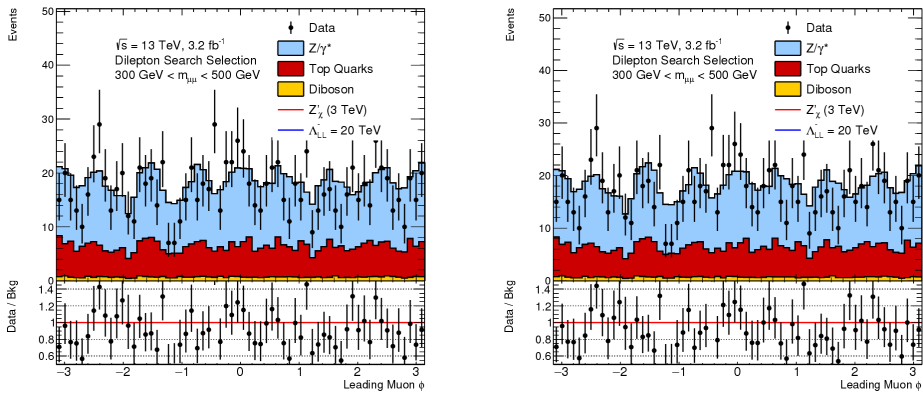 Events
50
40
30
20
10
0
√s = 13 TeV, 3.2 fb⁻¹
Dilepton Search Selection
300 GeV < mμμ < 500 GeV
Data
Z/γ*
Top Quarks
Diboson
Z'χ (3 TeV)
Λ⁻LL = 20 TeV
Data / Bkg
1.4
1.2
1
0.8
0.6
−3 −2 −1 0 1 2 3
Leading Muon ϕ
Events
50
40
30
20
10
0
√s = 13 TeV, 3.2 fb⁻¹
Dilepton Search Selection
300 GeV < mμμ < 500 GeV
Data
Z/γ*
Top Quarks
Diboson
Z'χ (3 TeV)
Λ⁻LL = 20 TeV
Data / Bkg
1.4
1.2
1
0.8
0.6
−3 −2 −1 0 1 2 3
Leading Muon ϕ